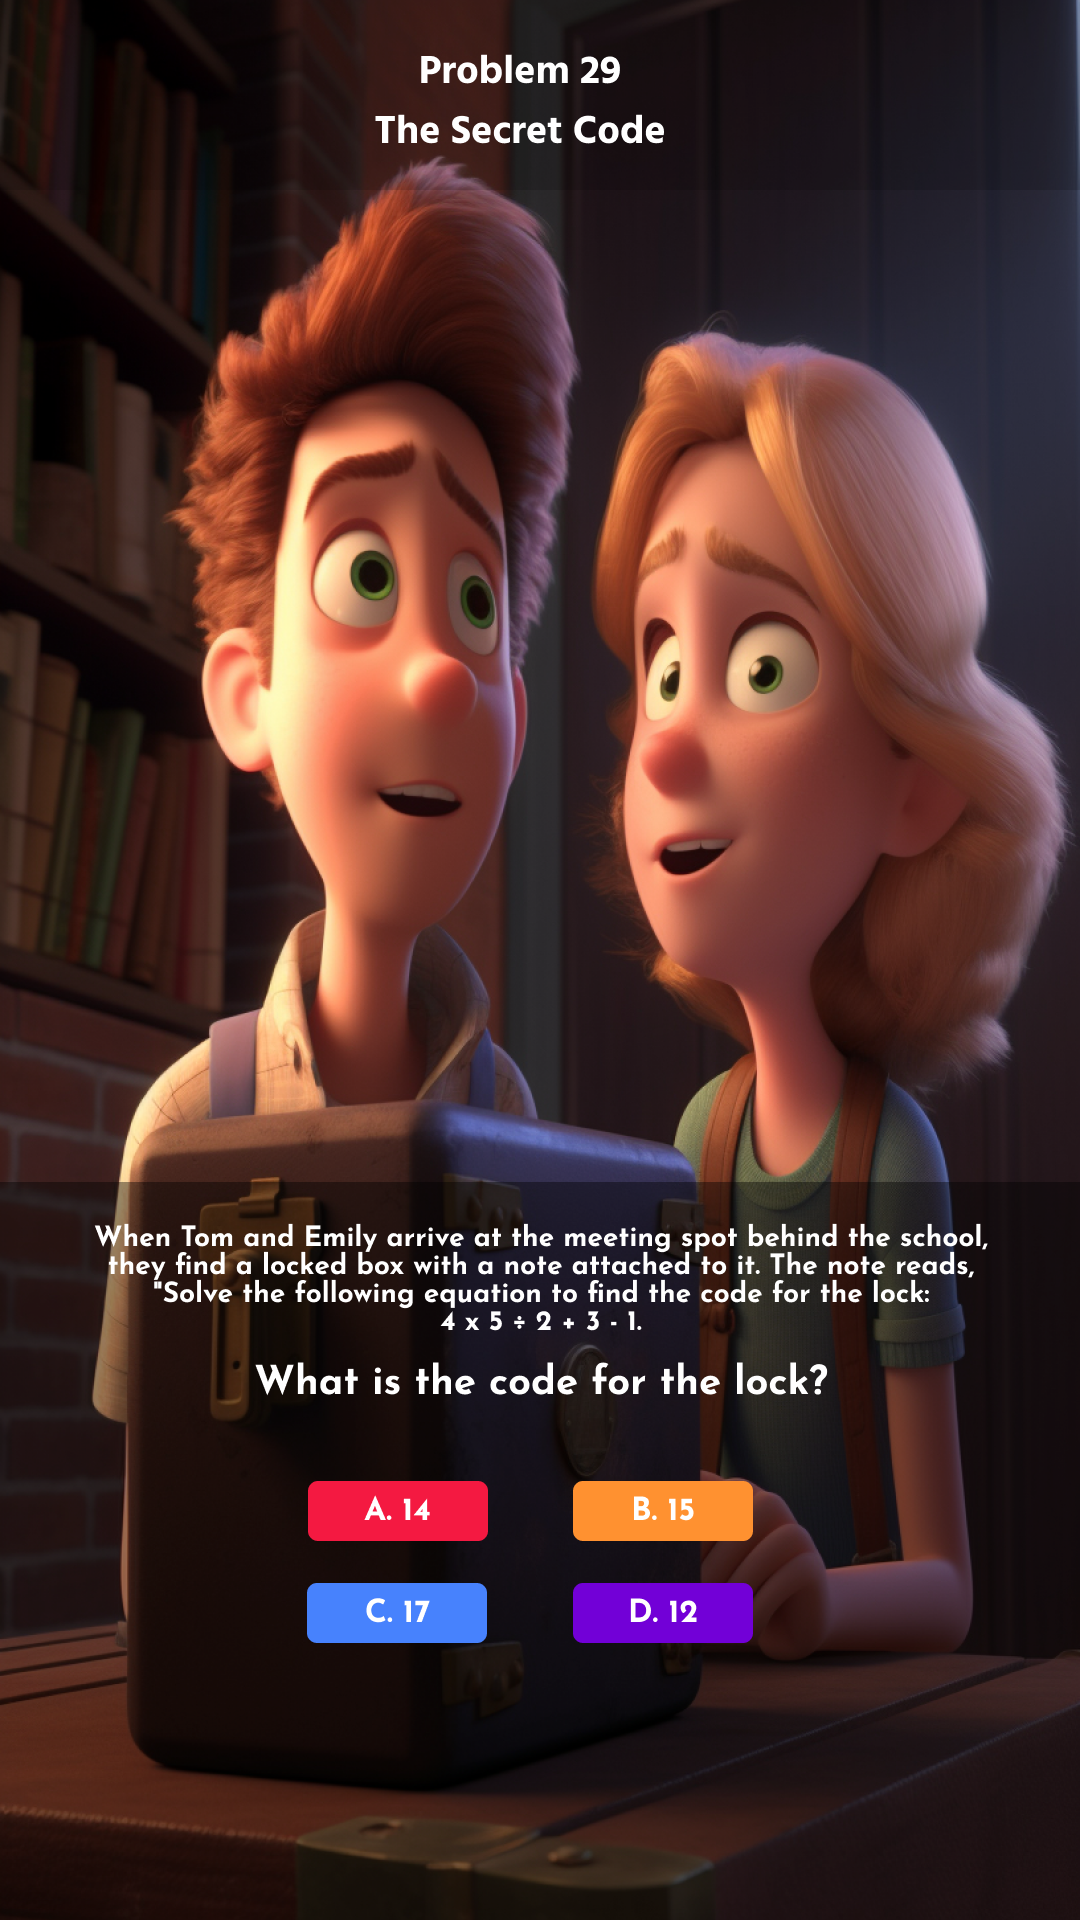 Problem 29
The Secret Code
When Tom and Emily arrive at the meeting spot behind the school,
they find a locked box with a note attached to it. The note reads,
"Solve the following equation to find the code for the lock:
4 x 5 ÷ 2 + 3 - 1.
What is the code for the lock?
A. 14
B. 15
C. 17
D. 12